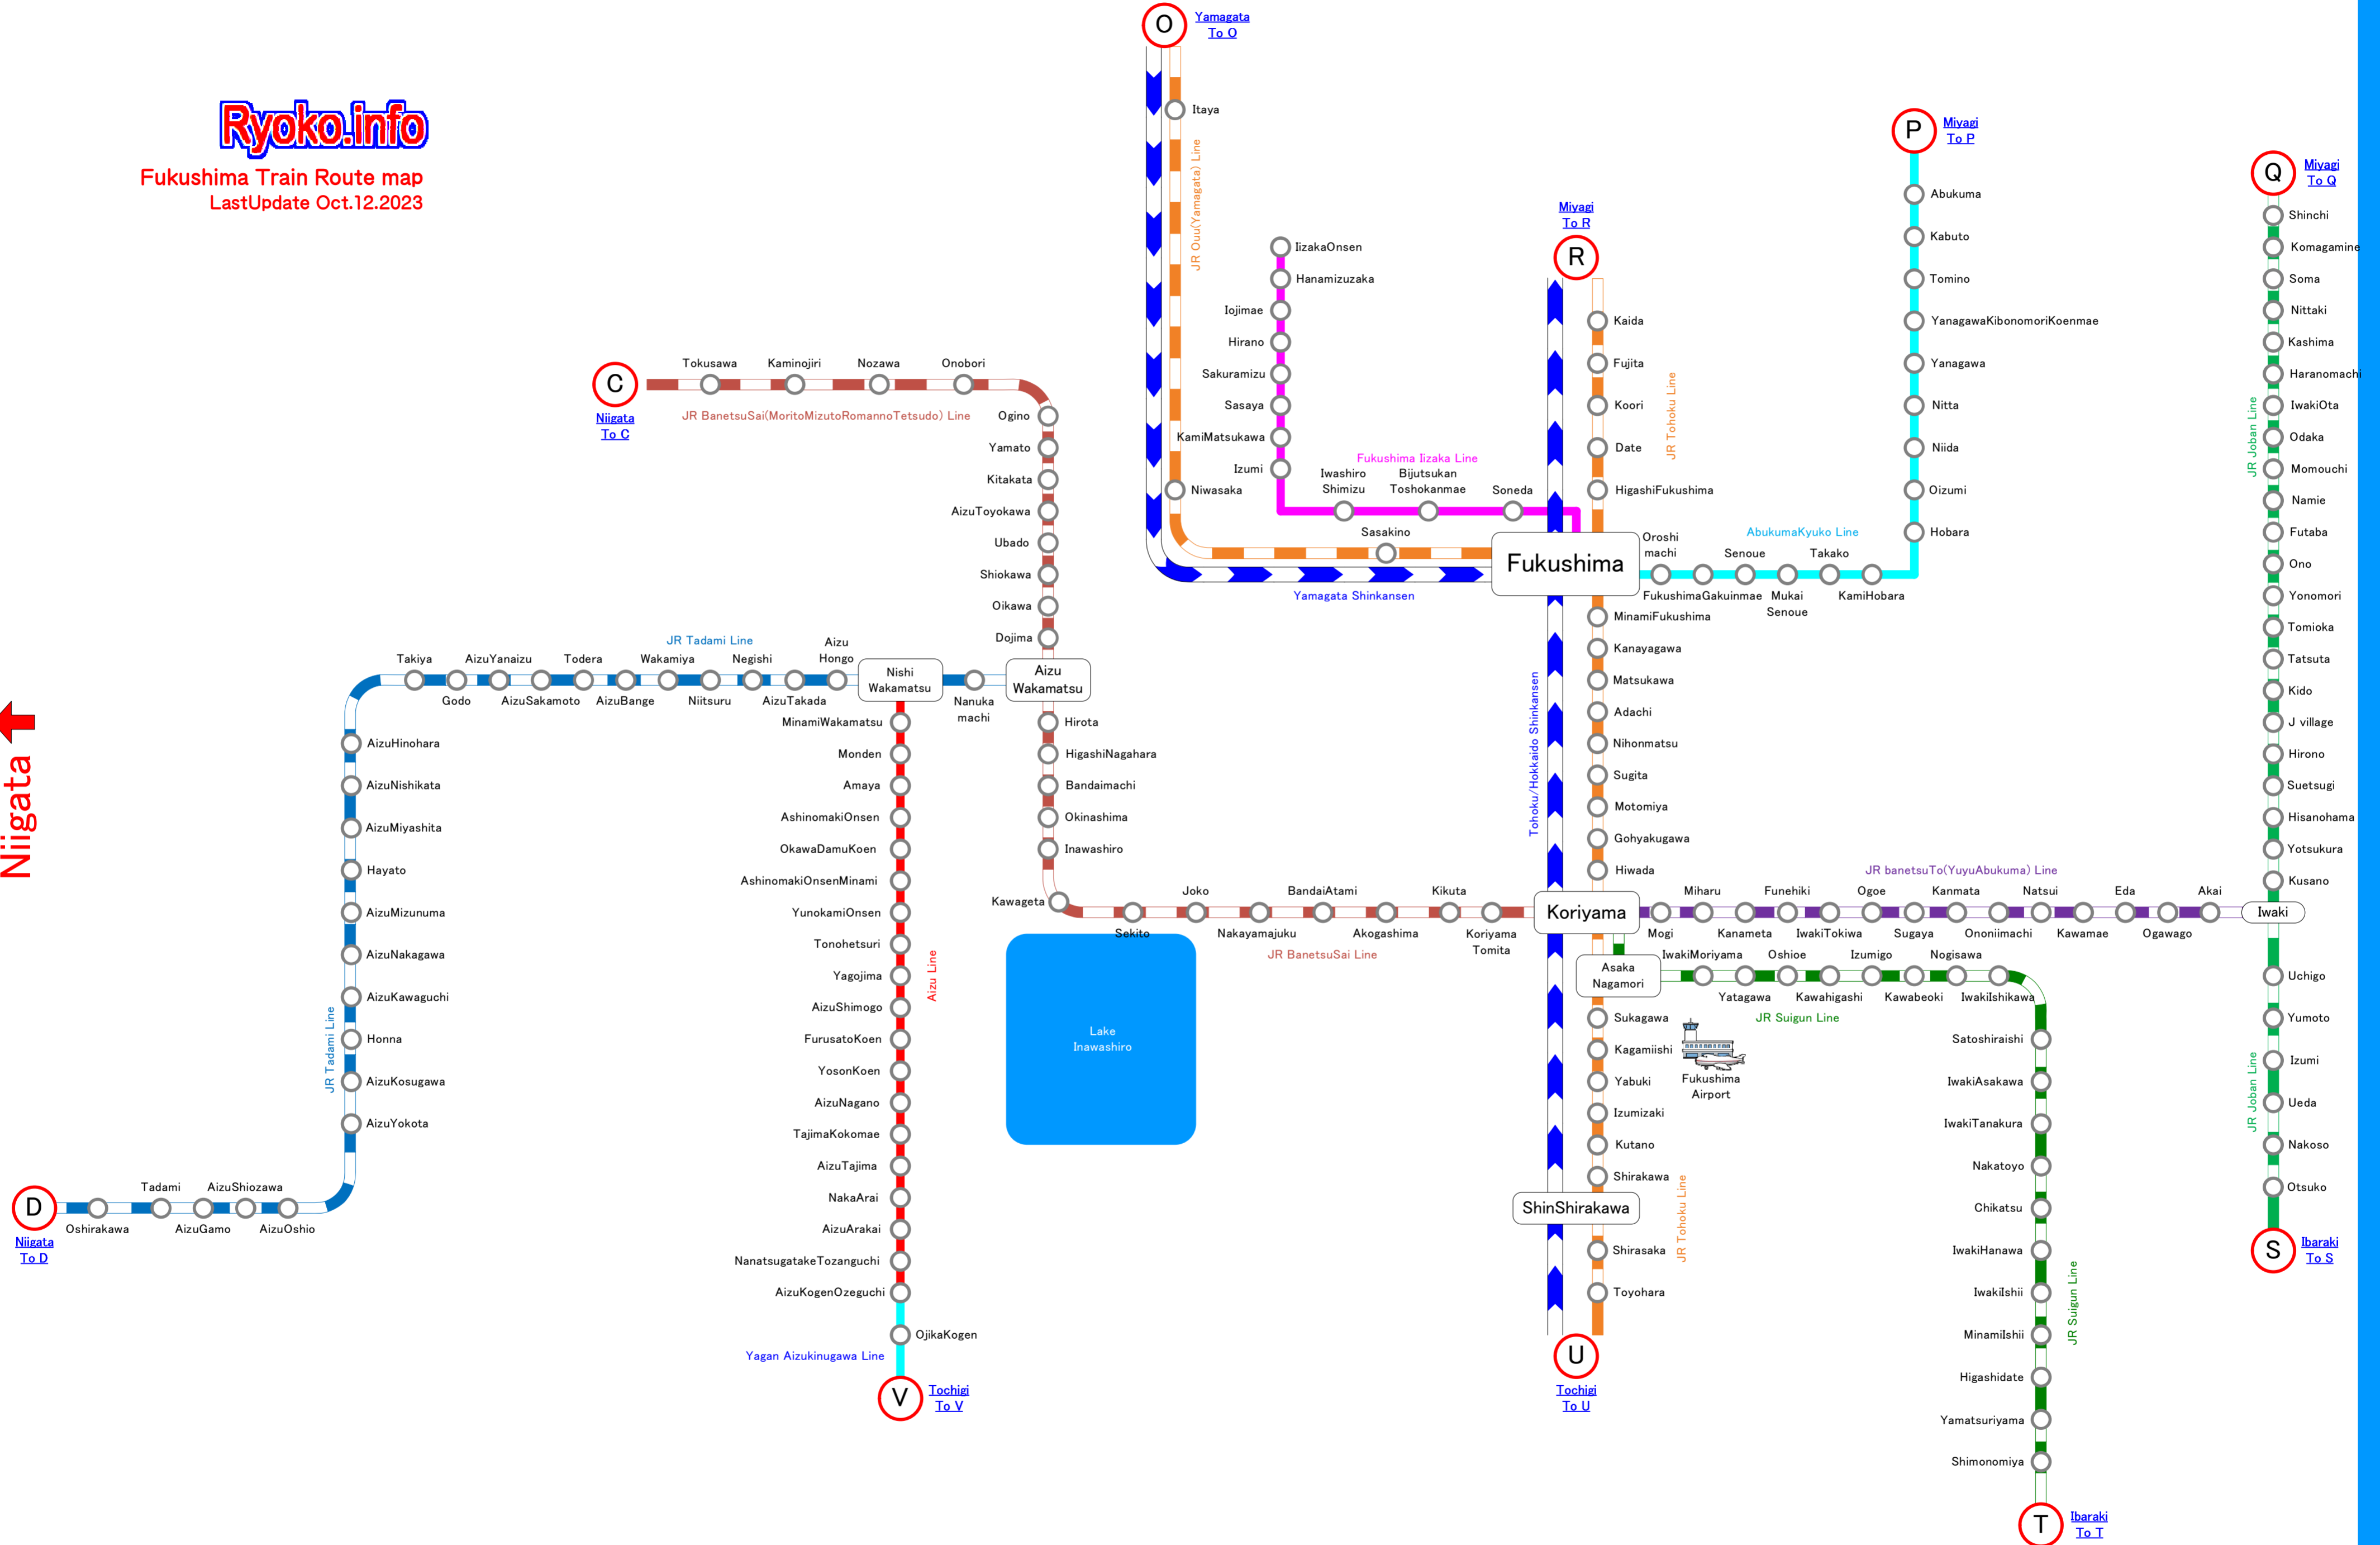 Ryoko.info
Fukushima Train Route map
LastUpdate Oct.12.2023
O
Yamagata
To O
Itaya
JR Ouu(Yamagata) Line
Niwasaka
Sasakino
Yamagata Shinkansen
IizakaOnsen
Hanamizuzaka
Iojimae
Hirano
Sakuramizu
Sasaya
KamiMatsukawa
Izumi
Fukushima Iizaka Line
Iwashiro
Shimizu
Bijutsukan
Toshokanmae
Soneda
Miyagi
To R
R
Kaida
Fujita
Koori
Date
HigashiFukushima
JR Tohoku Line
Fukushima
P
Miyagi
To P
Abukuma
Kabuto
Tomino
YanagawaKibonomoriKoenmae
Yanagawa
Nitta
Niida
Oizumi
Hobara
AbukumaKyuko Line
Oroshi
machi
Senoue
Takako
FukushimaGakuinmae
Mukai
Senoue
KamiHobara
Q
Miyagi
To Q
Shinchi
Komagamine
Soma
Nittaki
Kashima
Haranomachi
IwakiOta
Odaka
Momouchi
Namie
Futaba
Ono
Yonomori
Tomioka
Tatsuta
Kido
J village
Hirono
Suetsugi
Hisanohama
Yotsukura
Kusano
JR Joban Line
Iwaki
Uchigo
Yumoto
Izumi
Ueda
Nakoso
Otsuko
JR Joban Line
S
Ibaraki
To S
C
Niigata
To C
Tokusawa
Kaminojiri
Nozawa
Onobori
JR BanetsuSai(MoritoMizutoRomannoTetsudo) Line
Ogino
Yamato
Kitakata
AizuToyokawa
Ubado
Shiokawa
Oikawa
Dojima
Aizu
Wakamatsu
Nanuka
machi
Nishi
Wakamatsu
JR Tadami Line
Aizu
Hongo
Takiya
AizuYanaizu
Todera
Wakamiya
Negishi
Godo
AizuSakamoto
AizuBange
Niitsuru
AizuTakada
AizuHinohara
AizuNishikata
AizuMiyashita
Hayato
AizuMizunuma
AizuNakagawa
AizuKawaguchi
Honna
AizuKosugawa
AizuYokota
JR Tadami Line
Tadami
AizuShiozawa
Oshirakawa
AizuGamo
AizuOshio
D
Niigata
To D
Niigata
MinamiWakamatsu
Monden
Amaya
AshinomakiOnsen
OkawaDamuKoen
AshinomakiOnsenMinami
YunokamiOnsen
Tonohetsuri
Yagojima
AizuShimogo
FurusatoKoen
YosonKoen
AizuNagano
TajimaKokomae
AizuTajima
NakaArai
AizuArakai
NanatsugatakeTozanguchi
AizuKogenOzeguchi
Aizu Line
OjikaKogen
Yagan Aizukinugawa Line
V
Tochigi
To V
Hirota
HigashiNagahara
Bandaimachi
Okinashima
Inawashiro
Kawageta
Joko
BandaiAtami
Kikuta
Sekito
Nakayamajuku
Akogashima
Koriyama
Tomita
JR BanetsuSai Line
Lake
Inawashiro
MinamiFukushima
Kanayagawa
Matsukawa
Adachi
Nihonmatsu
Sugita
Motomiya
Gohyakugawa
Hiwada
Tohoku/Hokkaido Shinkansen
Koriyama
JR banetsuTo(YuyuAbukuma) Line
Miharu
Funehiki
Ogoe
Kanmata
Natsui
Eda
Akai
Mogi
Kanameta
IwakiTokiwa
Sugaya
Ononiimachi
Kawamae
Ogawago
Asaka
Nagamori
IwakiMoriyama
Oshioe
Izumigo
Nogisawa
Yatagawa
Kawahigashi
Kawabeoki
IwakiIshikawa
JR Suigun Line
Satoshiraishi
IwakiAsakawa
IwakiTanakura
Nakatoyo
Chikatsu
IwakiHanawa
IwakiIshii
MinamiIshii
Higashidate
Yamatsuriyama
Shimonomiya
JR Suigun Line
T
Ibaraki
To T
Sukagawa
Kagamiishi
Yabuki
Izumizaki
Kutano
Shirakawa
Fukushima
Airport
ShinShirakawa
Shirasaka
Toyohara
JR Tohoku Line
U
Tochigi
To U